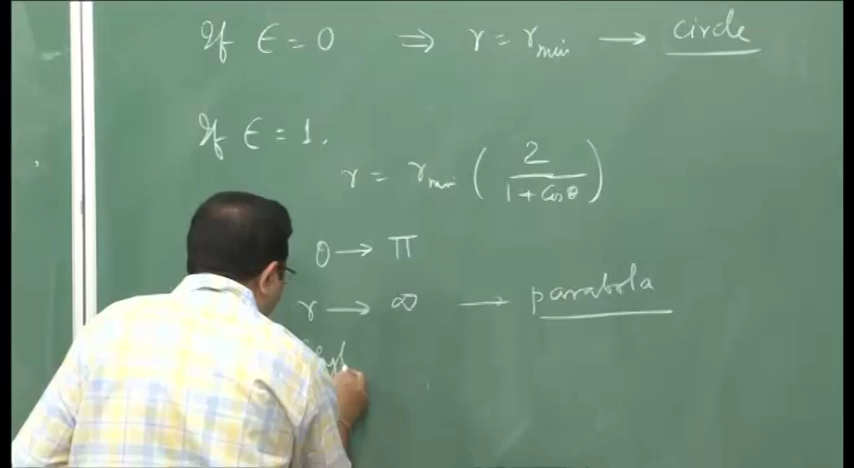 If ϵ = 0 ⇒ r = r_min → circle
If ϵ = 1,
r = r_min ( 2 / 1 + Cos θ )
θ → π
r → ∞ → parabola